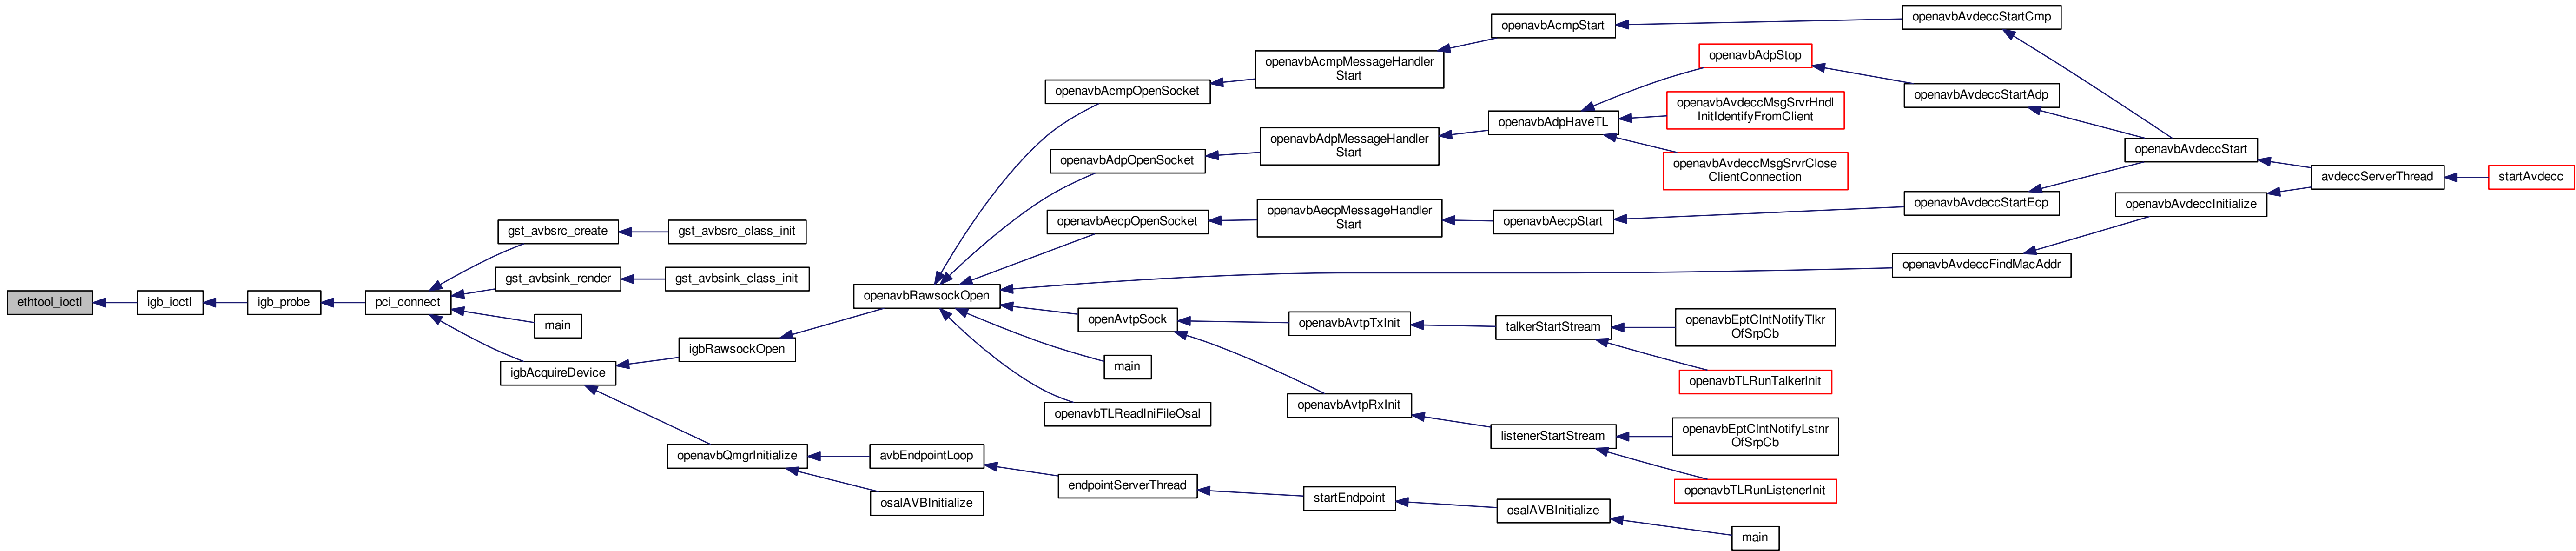 ethtool_ioctl
igb_ioctl
igb_probe
pci_connect
gst_avbsrc_create
gst_avbsrc_class_init
gst_avbsink_render
gst_avbsink_class_init
main
igbAcquireDevice
igbRawsockOpen
openavbRawsockOpen
openavbAcmpOpenSocket
openavbAcmpMessageHandler
Start
openavbAcmpStart
openavbAvdeccStartCmp
openavbAvdeccStart
avdeccServerThread
startAvdecc
openavbAdpOpenSocket
openavbAdpMessageHandler
Start
openavbAdpHaveTL
openavbAdpStop
openavbAvdeccStartAdp
openavbAvdeccMsgSrvrHndl
InitIdentifyFromClient
openavbAvdeccMsgSrvrClose
ClientConnection
openavbAecpOpenSocket
openavbAecpMessageHandler
Start
openavbAecpStart
openavbAvdeccStartEcp
openavbAvdeccFindMacAddr
openavbAvdeccInitialize
openAvtpSock
openavbAvtpTxInit
talkerStartStream
openavbEptClntNotifyTlkr
OfSrpCb
openavbTLRunTalkerInit
openavbAvtpRxInit
listenerStartStream
openavbEptClntNotifyLstnr
OfSrpCb
openavbTLRunListenerInit
main
openavbTLReadIniFileOsal
openavbQmgrInitialize
avbEndpointLoop
endpointServerThread
startEndpoint
osalAVBInitialize
main
osalAVBInitialize